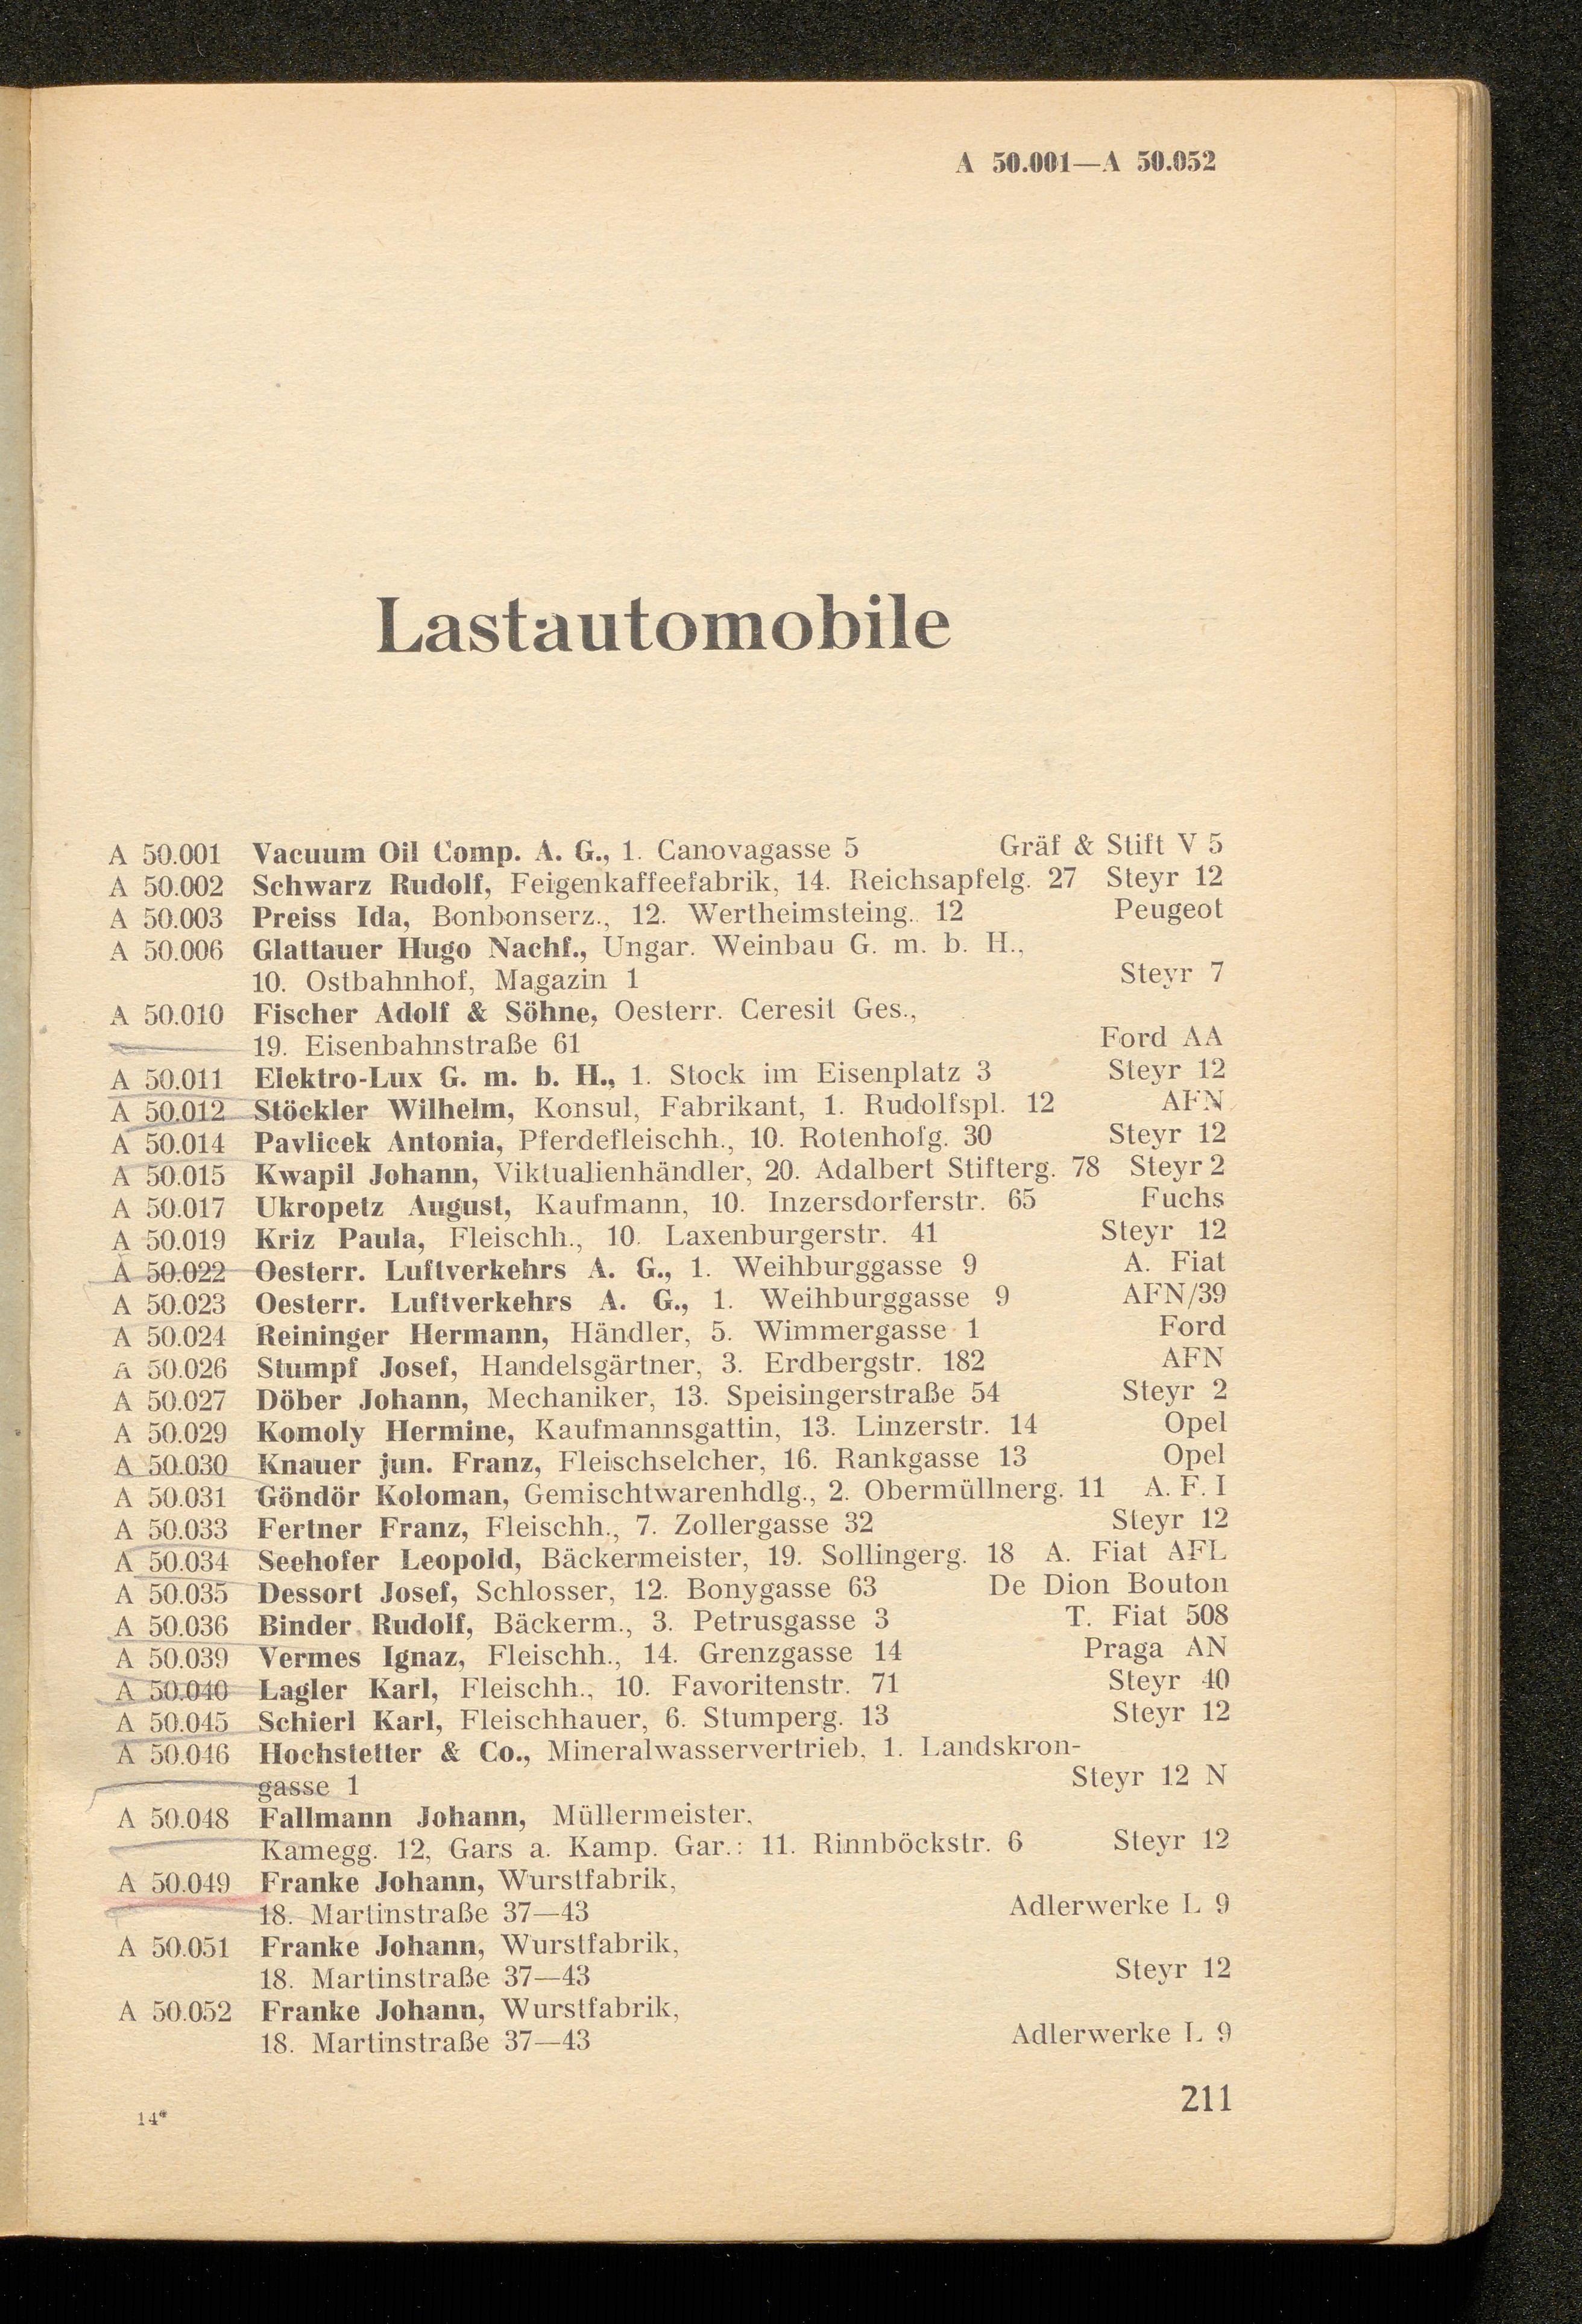 A 50.001—A 50.052
Lastautomobile
A 50.001 Vacuum Oil Comp. A. G., 1. Canovagasse 5 Gräf & Stift V 5
A 50.002 Schwarz Rudolf, Feigenkaffeefabrik, 14. Reichsapfelg. 27 Steyr 12
A 50.003 Preiss Ida, Bonbonserz., 12. Wertheimsteing. 12 Peugeot
A 50.006 Glattauer Hugo Nachf., Ungar. Weinbau G. m. b. H.,
10. Ostbahnhof, Magazin 1 Steyr 7
A 50.010 Fischer Adolf & Söhne, Oesterr. Ceresit Ges.,
19. Eisenbahnstraße 61 Ford AA
A 50.011 Elektro-Lux G. m. b. H., 1. Stock im Eisenplatz 3 Steyr 12
A 50.012 Stöckler Wilhelm, Konsul, Fabrikant, 1. Rudolfspl. 12 AFN
A 50.014 Pavlicek Antonia, Pferdefleischh., 10. Rotenhofg. 30 Steyr 12
A 50.015 Kwapil Johann, Viktualienhändler, 20. Adalbert Stifterg. 78 Steyr 2
A 50.017 Ukropetz August, Kaufmann, 10. Inzersdorferstr. 65 Fuchs
A 50.019 Kriz Paula, Fleischh., 10. Laxenburgerstr. 41 Steyr 12
A 50.022 Oesterr. Luftverkehrs A. G., 1. Weihburggasse 9 A. Fiat
A 50.023 Oesterr. Luftverkehrs A. G., 1. Weihburggasse 9 AFN/39
A 50.024 Reininger Hermann, Händler, 5. Wimmergasse 1 Ford
A 50.026 Stumpf Josef, Handelsgärtner, 3. Erdbergstr. 182 AFN
A 50.027 Döber Johann, Mechaniker, 13. Speisingerstraße 54 Steyr 2
A 50.029 Komoly Hermine, Kaufmannsgattin, 13. Linzerstr. 14 Opel
A 50.030 Knauer jun. Franz, Fleischselcher, 16. Rankgasse 13 Opel
A 50.031 Göndör Koloman, Gemischtwarenhdlg., 2. Obermüllnerg. 11 A. F. I
A 50.033 Fertner Franz, Fleischh., 7. Zollergasse 32 Steyr 12
A 50.034 Seehofer Leopold, Bäckermeister, 19. Sollingerg. 18 A. Fiat AFL
A 50.035 Dessort Josef, Schlosser, 12. Bonygasse 63 De Dion Bouton
A 50.036 Binder Rudolf, Bäckerm., 3. Petrusgasse 3 T. Fiat 508
A 50.039 Vermes Ignaz, Fleischh., 14. Grenzgasse 14 Praga AN
A 50.040 Lagler Karl, Fleischh., 10. Favoritenstr. 71 Steyr 40
A 50.045 Schierl Karl, Fleischhauer, 6. Stumperg. 13 Steyr 12
A 50.046 Hochstetter & Co., Mineralwasservertrieb, 1. Landskron-
gasse 1 Steyr 12 N
A 50.048 Fallmann Johann, Müllermeister,
Kamegg. 12, Gars a. Kamp. Gar.: 11. Rinnböckstr. 6 Steyr 12
A 50.049 Franke Johann, Wurstfabrik,
18. Martinstraße 37—43 Adlerwerke L 9
A 50.051 Franke Johann, Wurstfabrik,
18. Martinstraße 37—43 Steyr 12
A 50.052 Franke Johann, Wurstfabrik,
18. Martinstraße 37—43 Adlerwerke L 9
14* 211